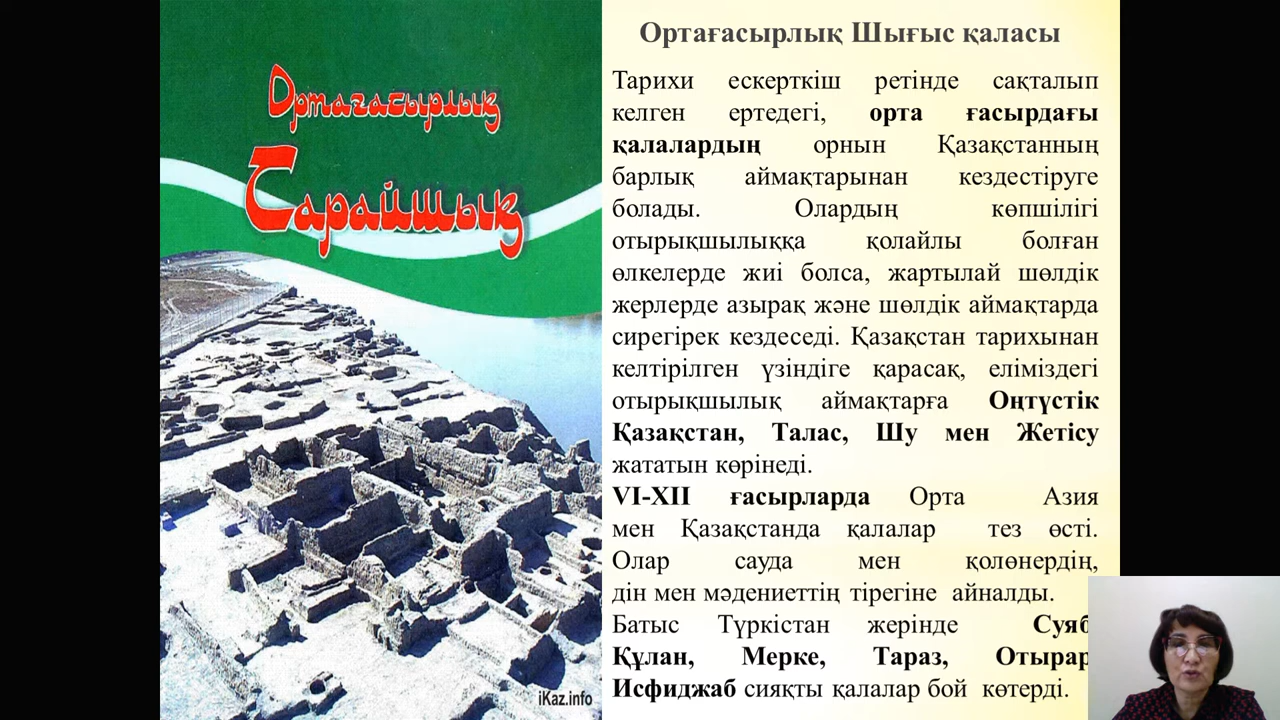 Ортағасырлық
Сарайшық
iKaz.info
Ортағасырлық Шығыс қаласы
Тарихи ескерткіш ретінде сақталып
келген ертедегі, орта ғасырдағы
қалалардың орнын Қазақстанның
барлық аймақтарынан кездестіруге
болады. Олардың көпшілігі
отырықшылыққа қолайлы болған
өлкелерде жиі болса, жартылай шөлдік
жерлерде азырақ және шөлдік аймақтарда
сирегірек кездеседі. Қазақстан тарихынан
келтірілген үзіндіге қарасақ, еліміздегі
отырықшылық аймақтарға Оңтүстік
Қазақстан, Талас, Шу мен Жетісу
жататын көрінеді.
VI-XII ғасырларда Орта Азия
мен Қазақстанда қалалар тез өсті.
Олар сауда мен қолөнердің,
дін мен мәдениеттің тірегіне айналды.
Батыс Түркістан жерінде Суяб
Құлан, Мерке, Тараз, Отырар
Исфиджаб сияқты қалалар бой көтерді.